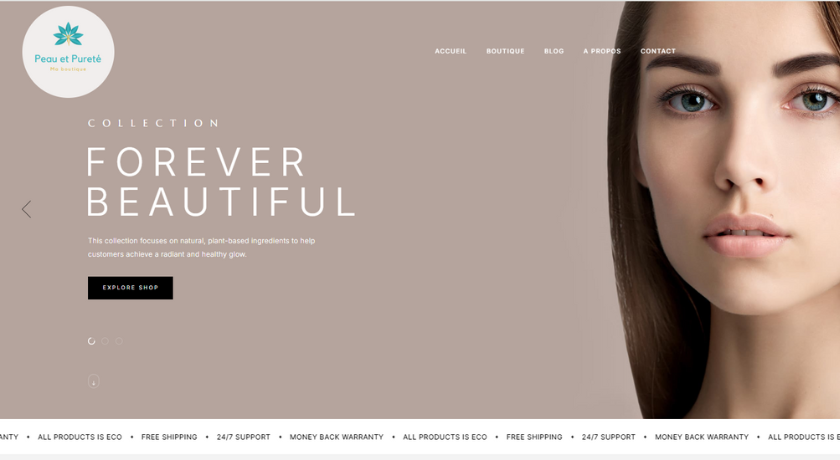 Peau et Pureté
Ma boutique
ACCUEIL BOUTIQUE BLOG A PROPOS CONTACT
COLLECTION
FOREVER
BEAUTIFUL
This collection focuses on natural, plant-based ingredients to help
customers achieve a radiant and healthy glow.
EXPLORE SHOP
ANTY • ALL PRODUCTS IS ECO • FREE SHIPPING • 24/7 SUPPORT • MONEY BACK WARRANTY • ALL PRODUCTS IS ECO • FREE SHIPPING • 24/7 SUPPORT • MONEY BACK WARRANTY • ALL PRODUCTS IS E